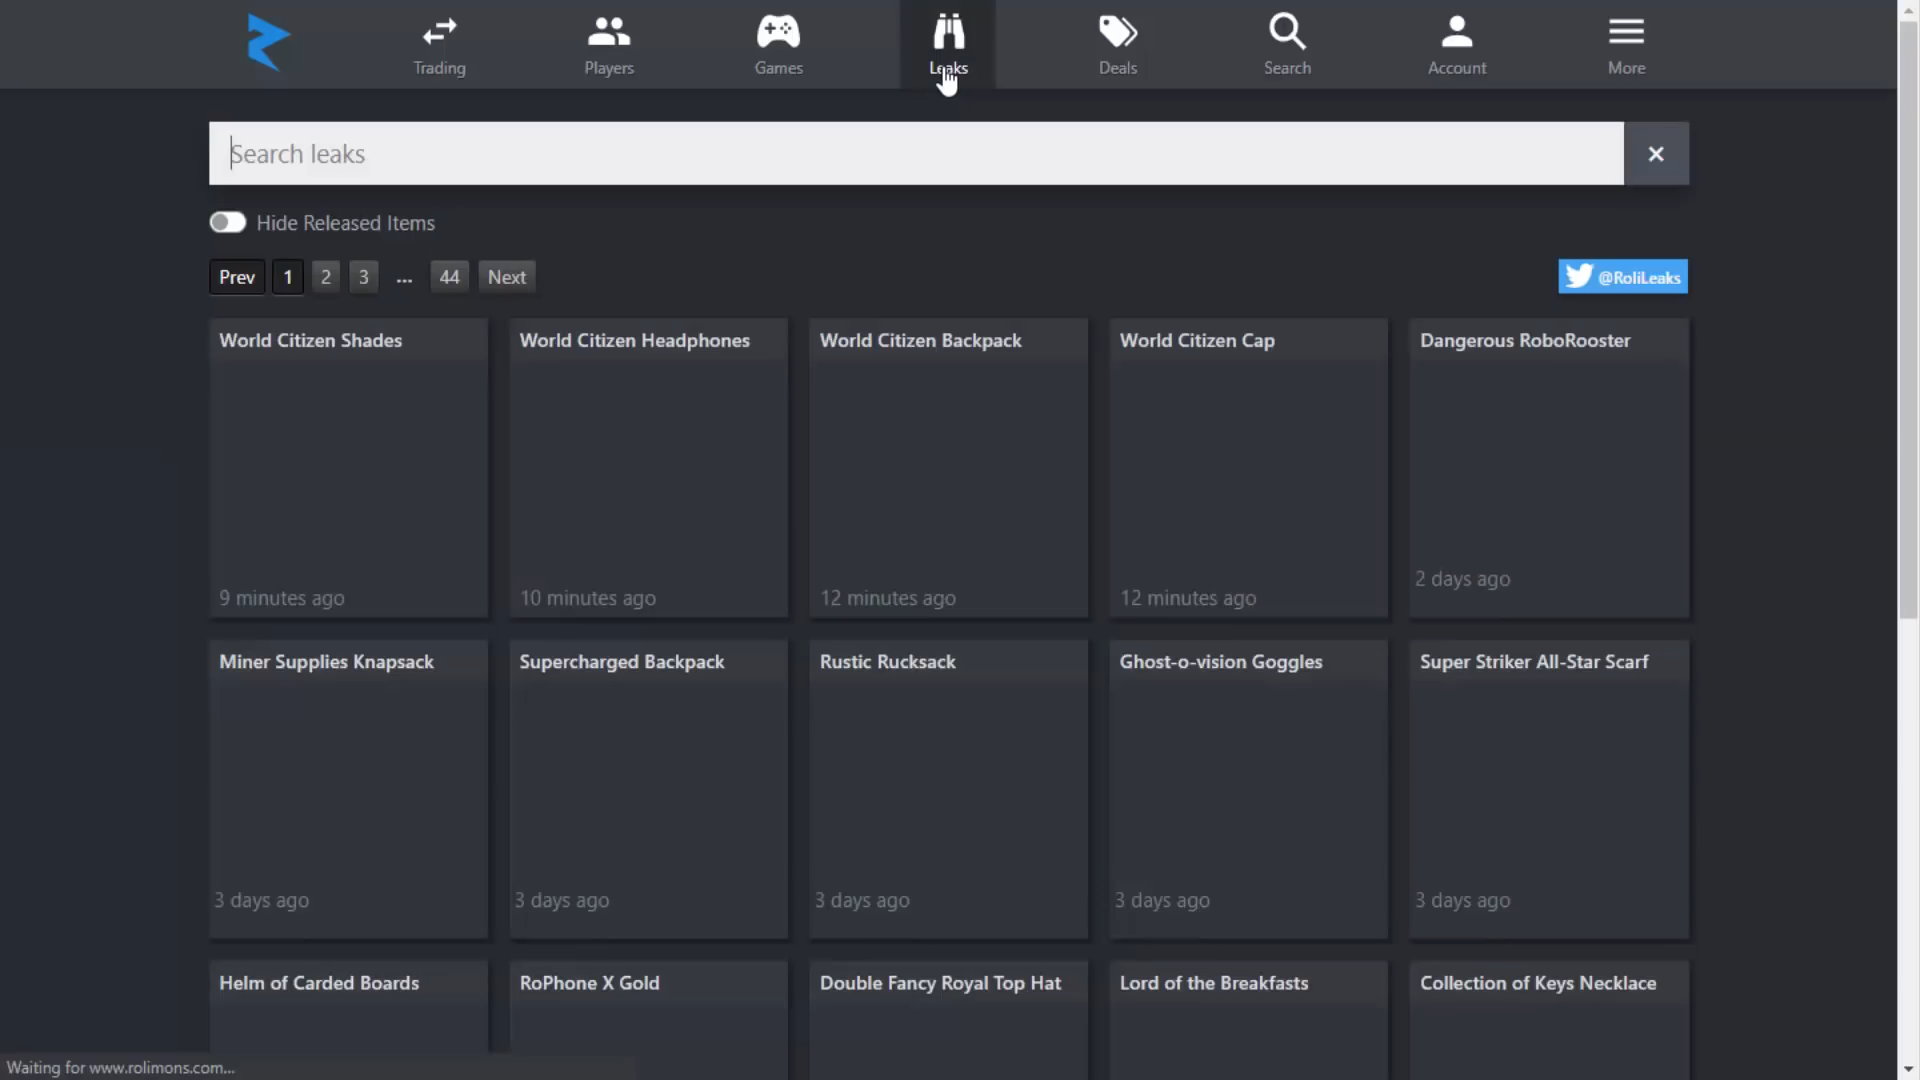 Trading Players Games Leaks Deals Search Account More
Search leaks
Hide Released Items
Prev 1 2 3 ... 44 Next @RoliLeaks
World Citizen Shades World Citizen Headphones World Citizen Backpack World Citizen Cap Dangerous RoboRooster
9 minutes ago 10 minutes ago 12 minutes ago 12 minutes ago 2 days ago
Miner Supplies Knapsack Supercharged Backpack Rustic Rucksack Ghost-o-vision Goggles Super Striker All-Star Scarf
3 days ago 3 days ago 3 days ago 3 days ago 3 days ago
Helm of Carded Boards RoPhone X Gold Double Fancy Royal Top Hat Lord of the Breakfasts Collection of Keys Necklace
Waiting for www.rolimons.com...